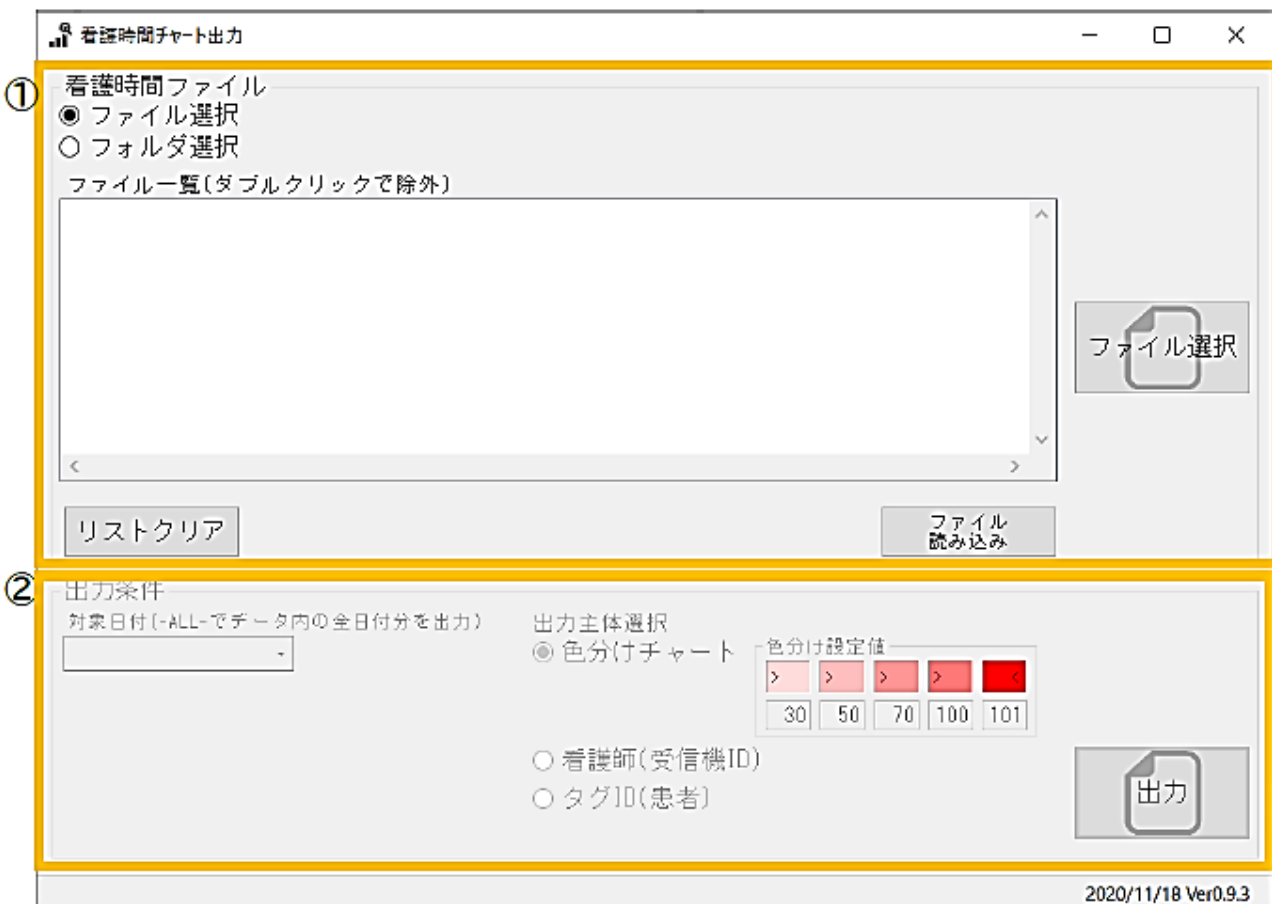 看護時間チャート出力
①
看護時間ファイル
ファイル選択
フォルダ選択
ファイル一覧(ダブルクリックで除外)
ファイル選択
リストクリア
ファイル
読み込み
②
出力条件
対象日付(-ALL-でデータ内の全日付分を出力)
出力主体選択
色分けチャート
色分け設定値
> > > > <
30 50 70 100 101
看護師(受信機ID)
タグID(患者)
出力
2020/11/18 Ver0.9.3